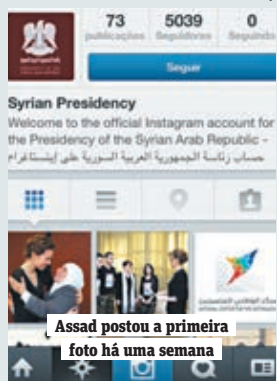 73 5039 0
publicações Seguidores Seguindo
Seguir
Syrian Presidency
Welcome to the official Instagram account for
the Presidency of the Syrian Arab Republic -
حساب رئاسة الجمهورية العربية السورية على إينستاغرام
Assad postou a primeira
foto há uma semana